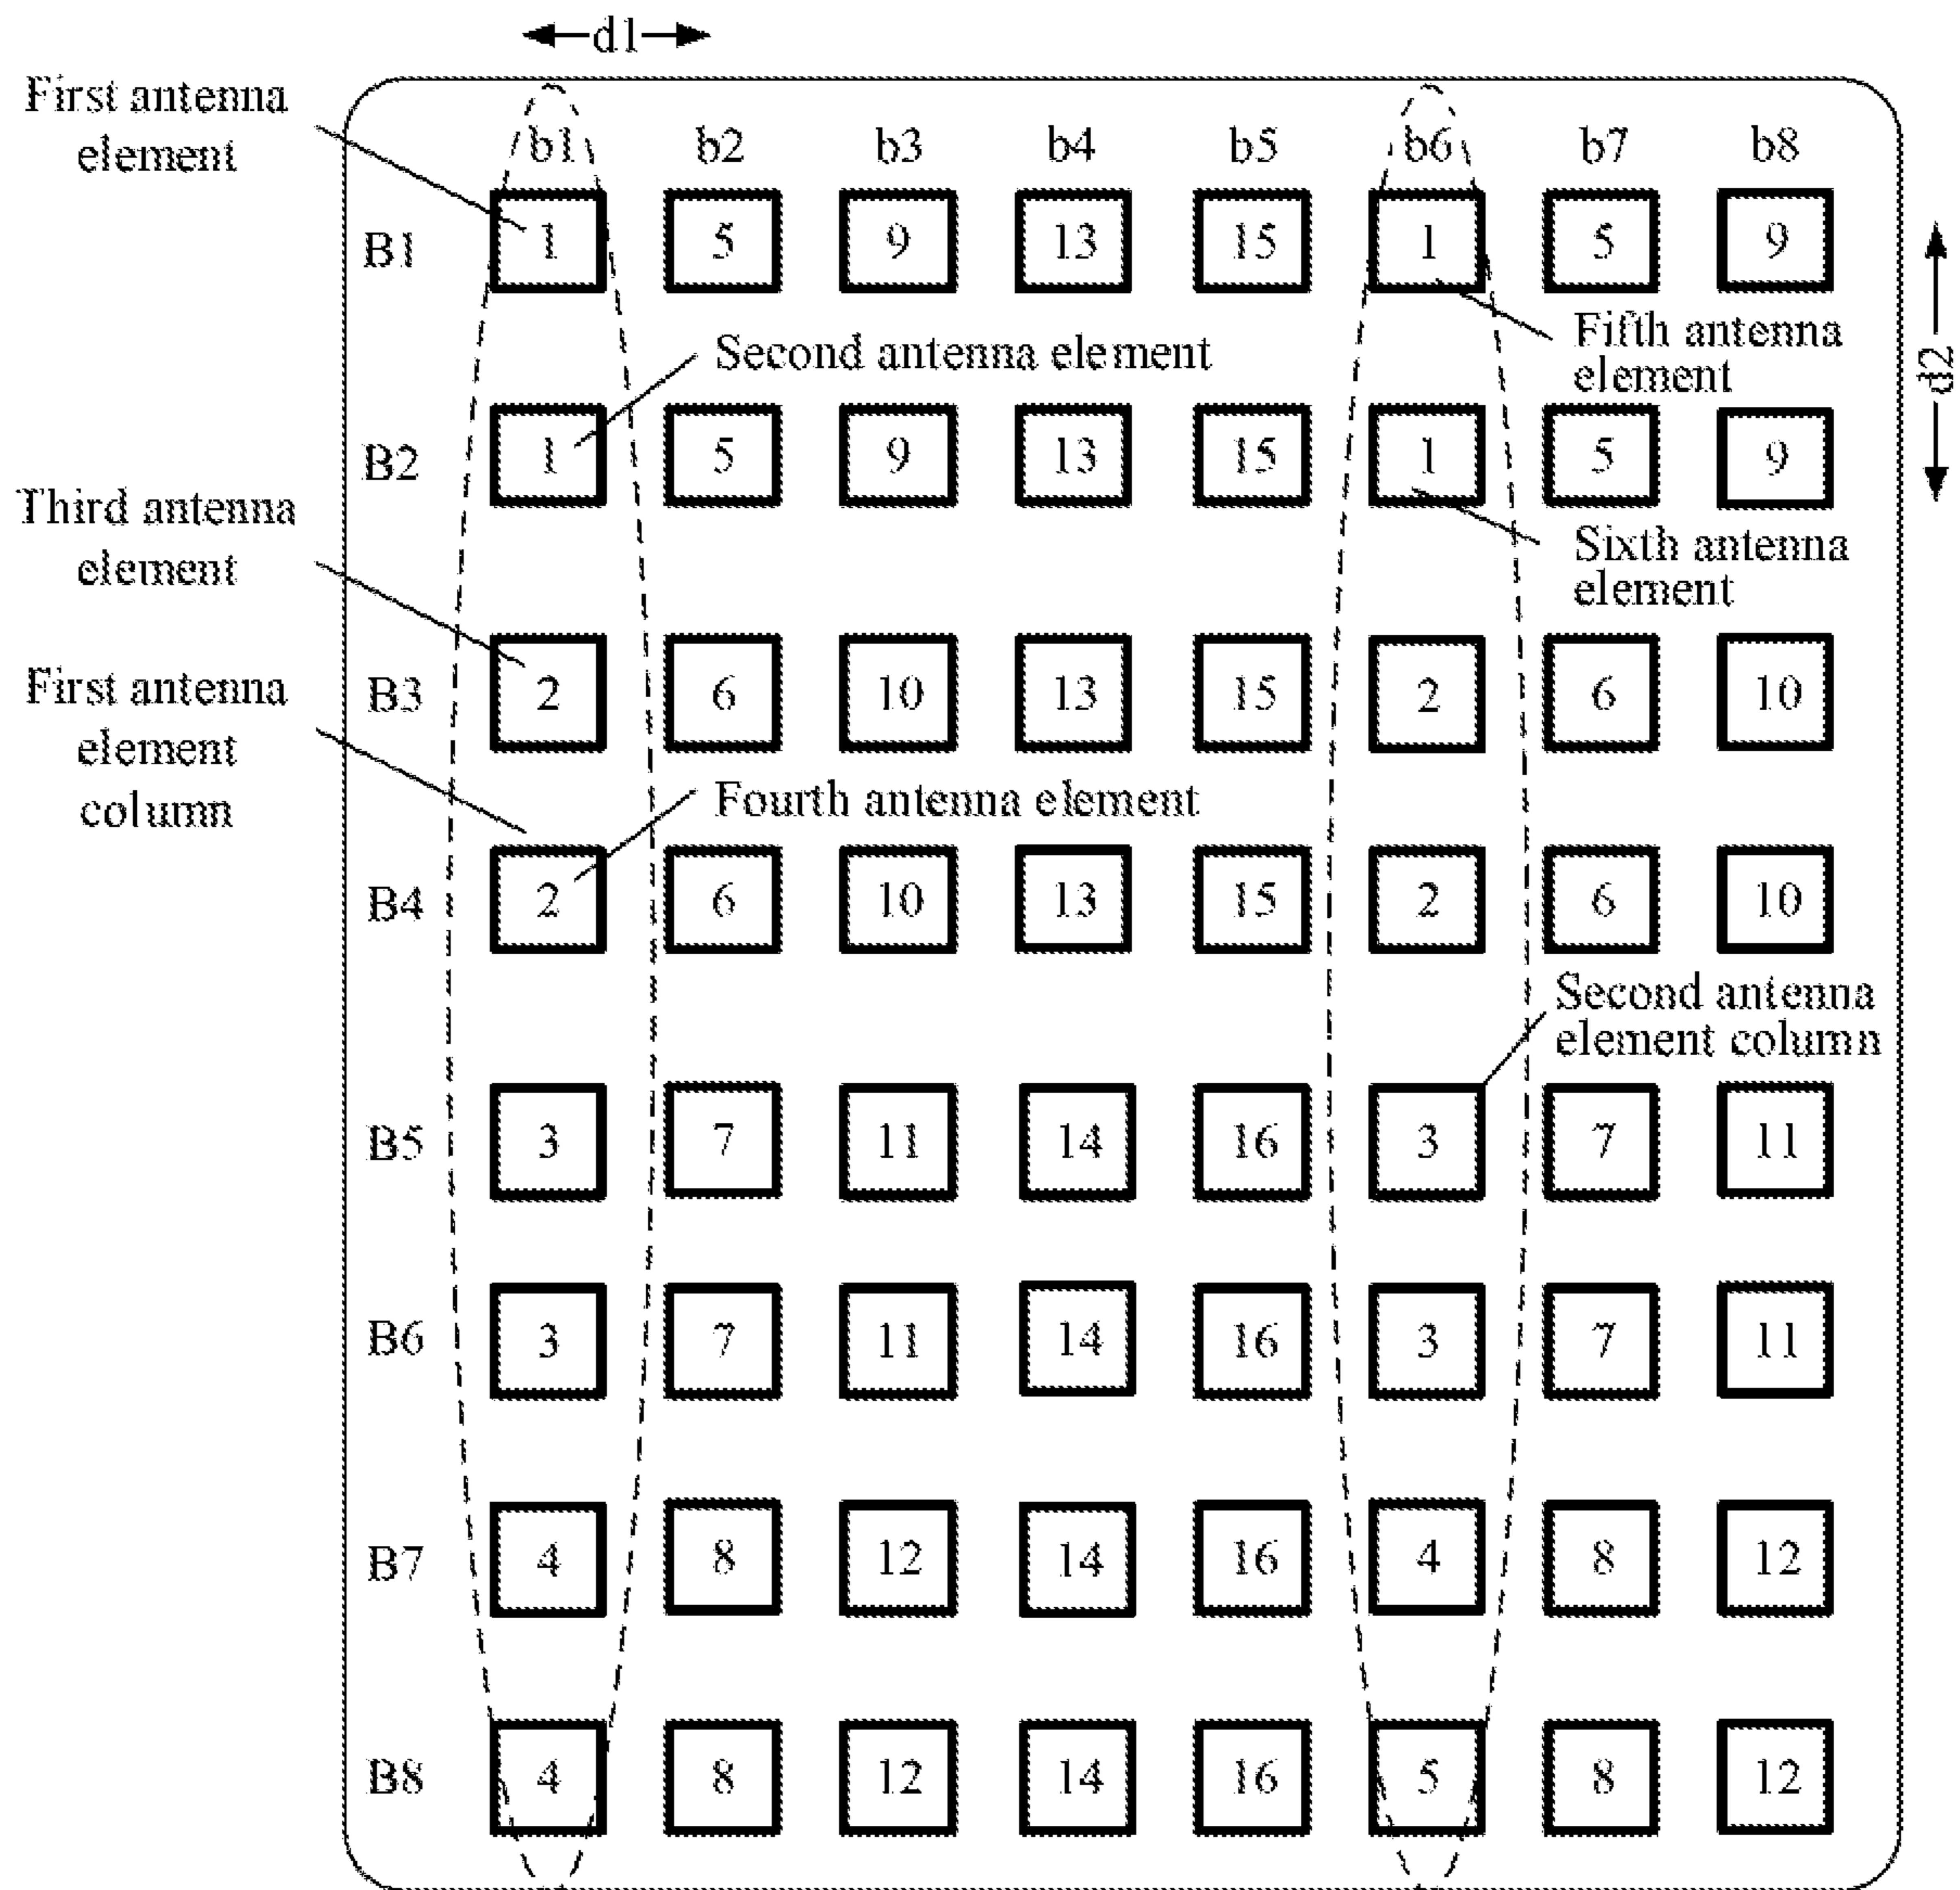 d1
First antenna
element
b1 b2 b3 b4 b5 b6 b7 b8
B1 1 5 9 13 15 1 5 9
Second antenna element
Fifth antenna
element
d2
B2 1 5 9 13 15 1 5 9
Third antenna
element
Sixth antenna
element
B3 2 6 10 13 15 2 6 10
First antenna
element
column
Fourth antenna element
B4 2 6 10 13 15 2 6 10
Second antenna
element column
B5 3 7 11 14 16 3 7 11
B6 3 7 11 14 16 3 7 11
B7 4 8 12 14 16 4 8 12
B8 4 8 12 14 16 5 8 12